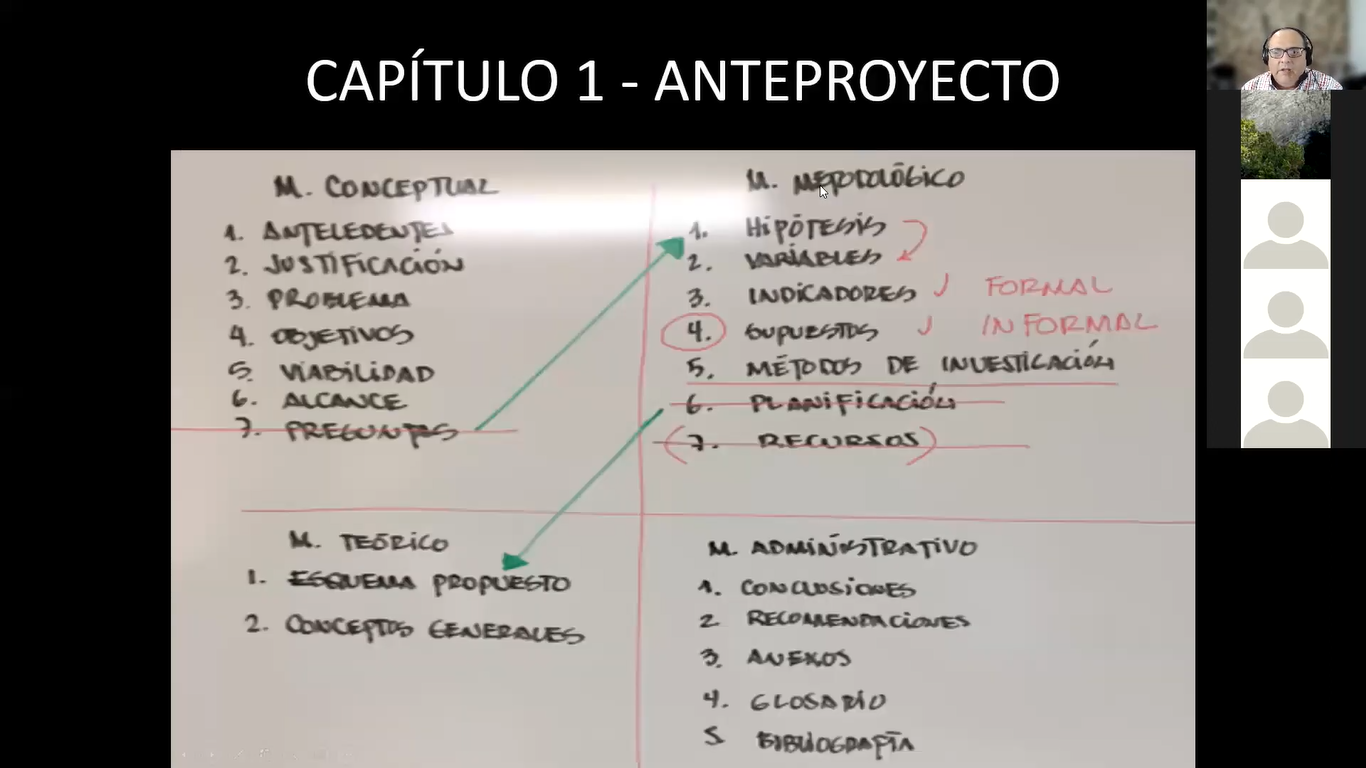 CAPÍTULO 1 - ANTEPROYECTO
M. CONCEPTUAL
1. ANTECEDENTES
2. JUSTIFICACIÓN
3. PROBLEMA
4. OBJETIVOS
5. VIABILIDAD
6. ALCANCE
7. PREGUNTAS
M. METODOLÓGICO
1. HIPÓTESIS
2. VARIABLES
3. INDICADORES FORMAL
4. SUPUESTOS INFORMAL
5. MÉTODOS DE INVESTIGACIÓN
6. PLANIFICACIÓN
(7. RECURSOS)
M. TEÓRICO
1. ESQUEMA PROPUESTO
2. CONCEPTOS GENERALES
M. ADMINISTRATIVO
1. CONCLUSIONES
2 RECOMENDACIONES
3. ANEXOS
4. GLOSARIO
5 BIBLIOGRAFÍA